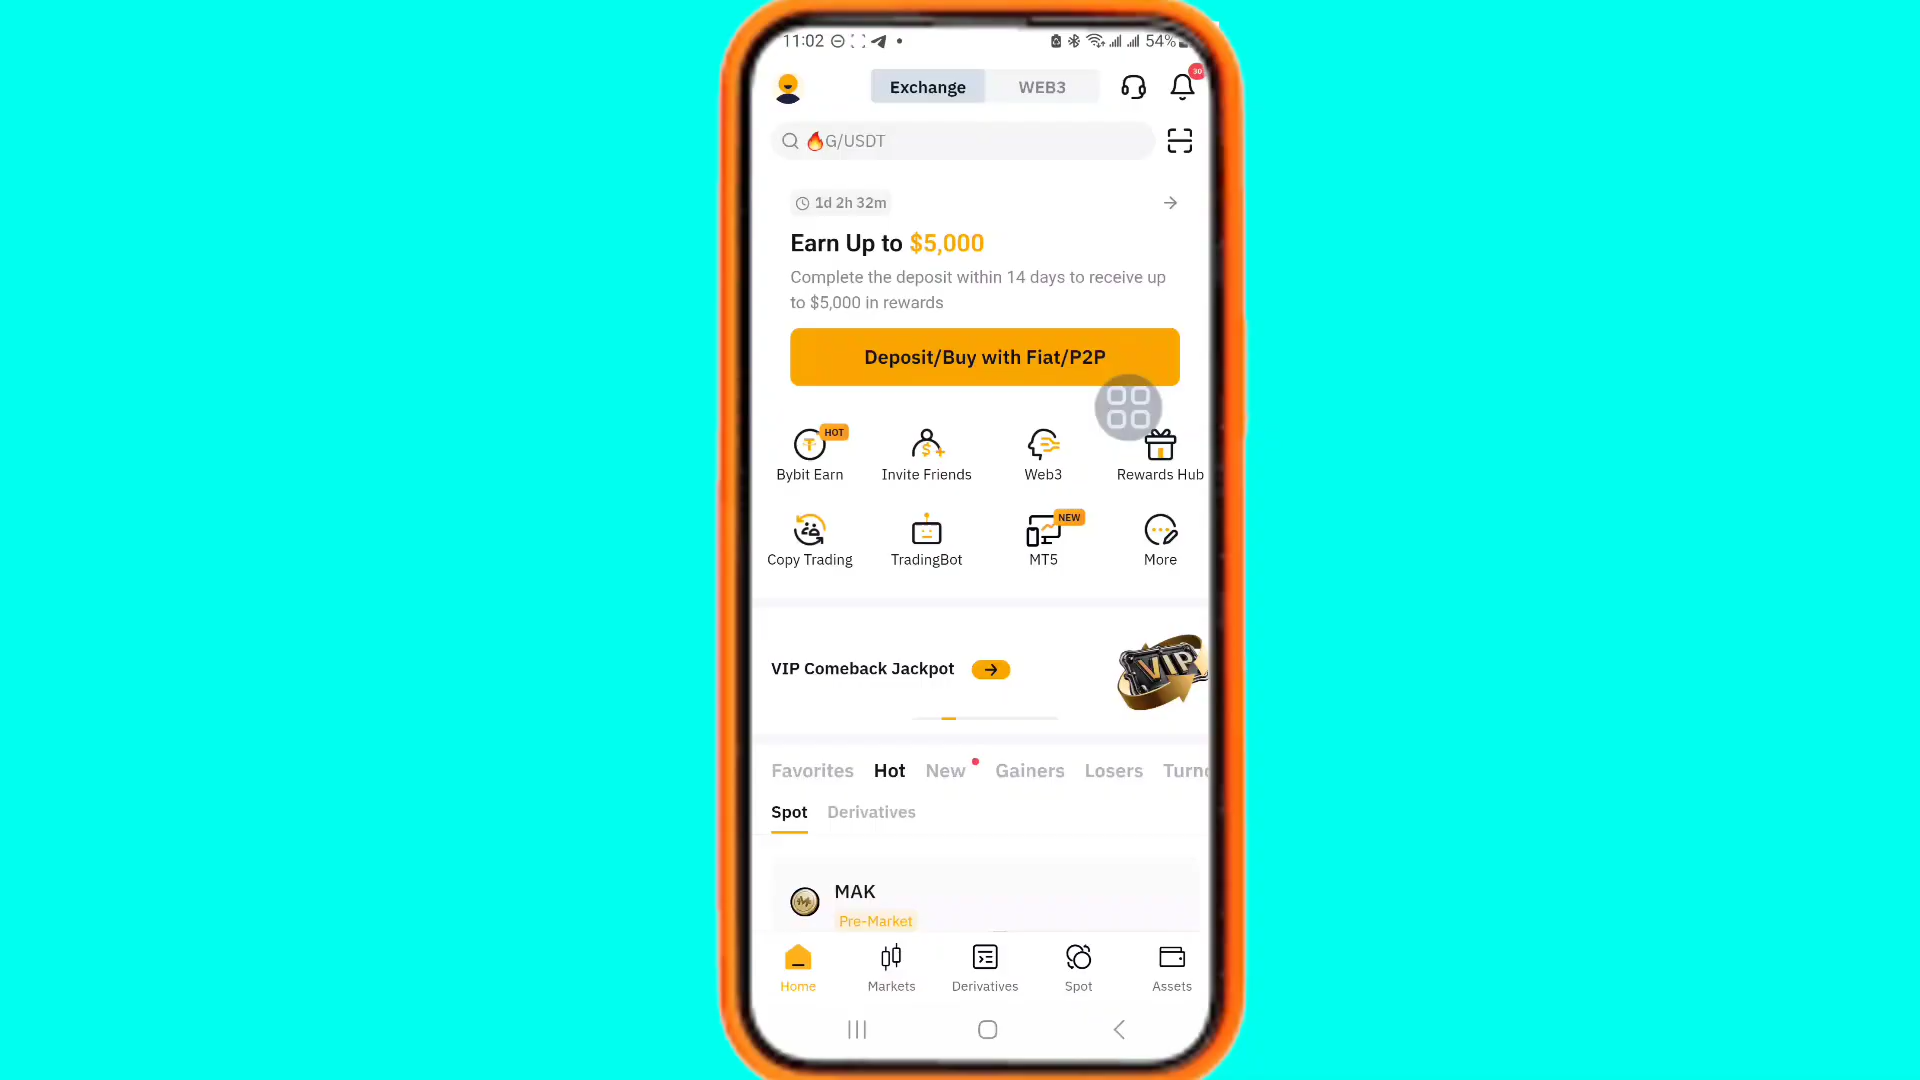 11:02
54%
Exchange WEB3
30
G/USDT
1d 2h 32m
Earn Up to $5,000
Complete the deposit within 14 days to receive up
to $5,000 in rewards
Deposit/Buy with Fiat/P2P
HOT
Bybit Earn Invite Friends Web3 Rewards Hub
NEW
Copy Trading TradingBot MT5 More
VIP Comeback Jackpot
VIP
Favorites Hot New Gainers Losers Turno
Spot Derivatives
MAK
Pre-Market
Home Markets Derivatives Spot Assets